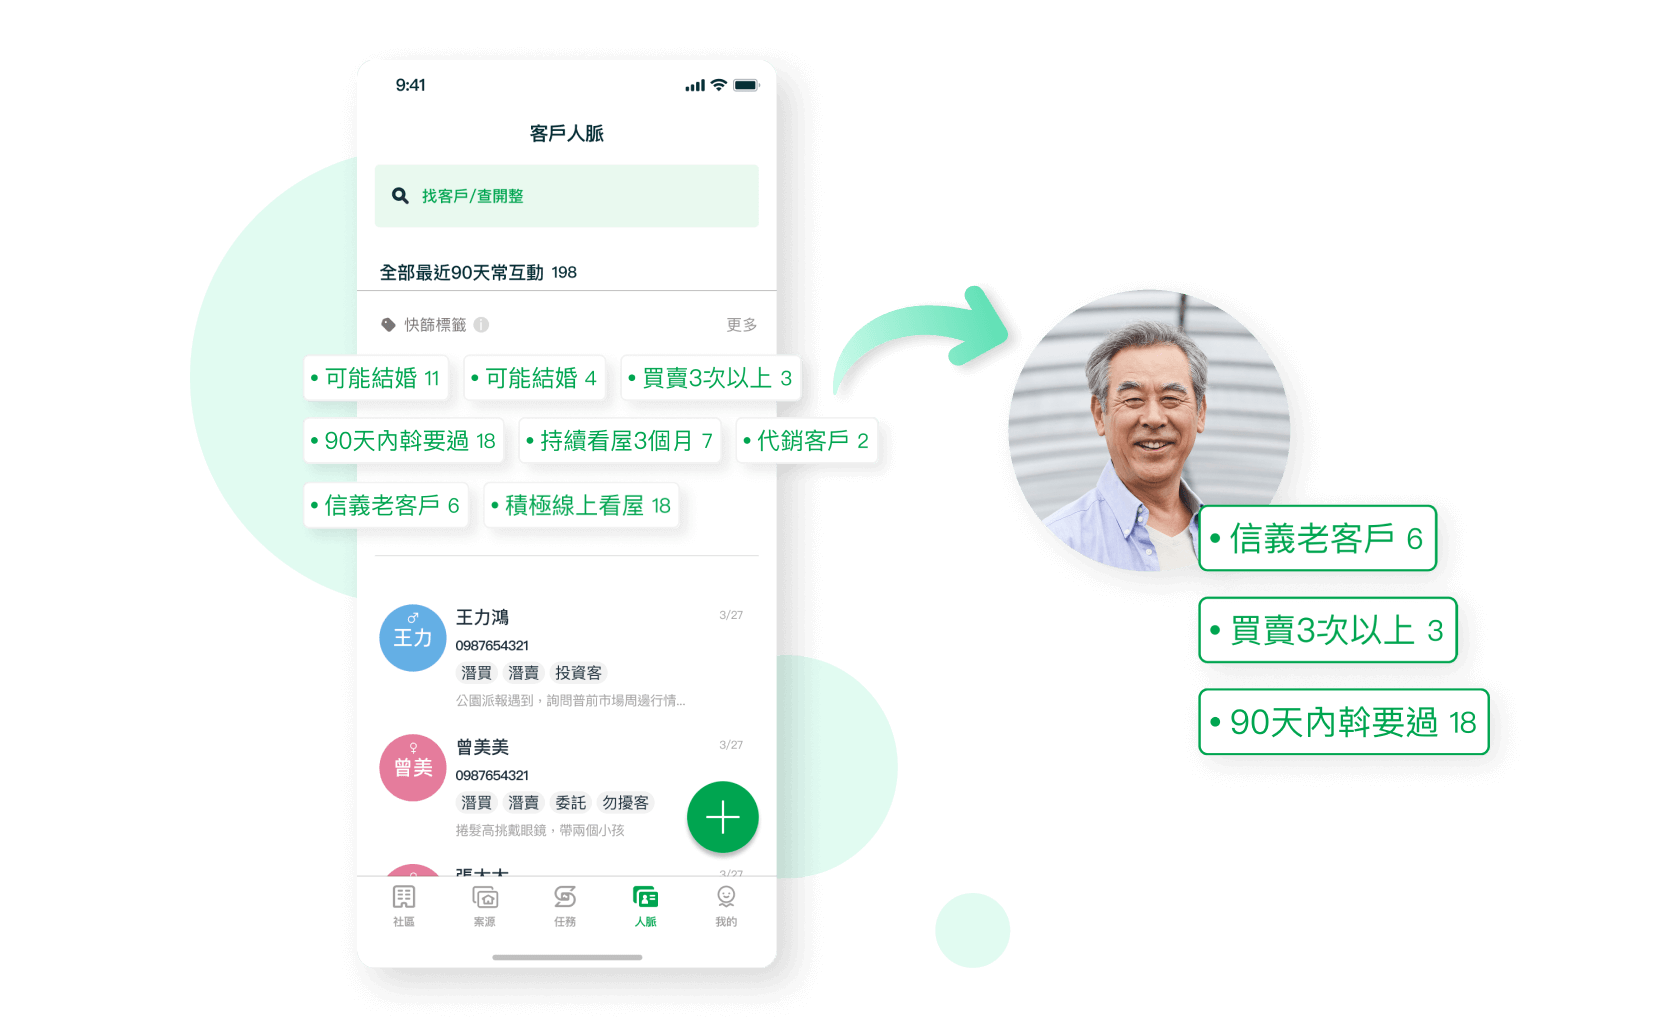 9:41
客戶人脈
找客戶/查開整
全部最近90天常互動 198
快篩標籤 更多
• 可能結婚 11 • 可能結婚 4 • 買賣3次以上 3
• 90天內斡要過 18 • 持續看屋3個月 7 • 代銷客戶 2
• 信義老客戶 6 • 積極線上看屋 18
王力鴻 3/27
王力
0987654321
潛買 潛賣 投資客
公園派報遇到，詢問普前市場周邊行情...
曾美美 3/27
曾美
0987654321
潛買 潛賣 委託 勿擾客
捲髮高挑戴眼鏡，帶兩個小孩
3/27
社區 案源 任務 人脈 我的
• 信義老客戶 6
• 買賣3次以上 3
• 90天內斡要過 18